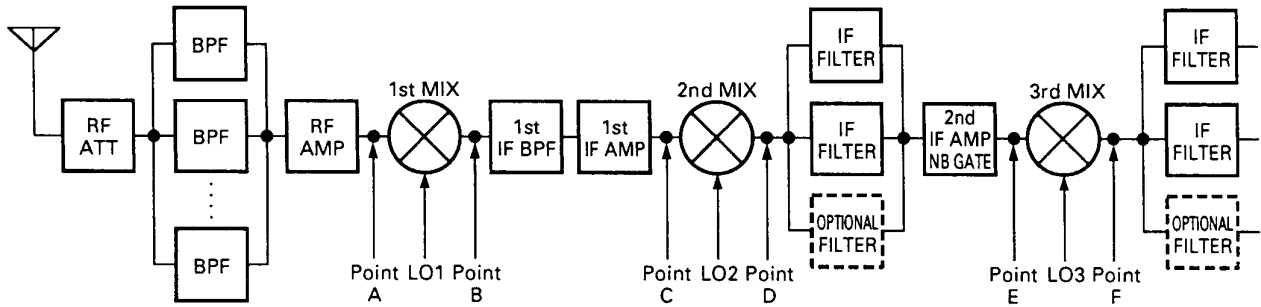 BPF
IF
FILTER
IF
FILTER
1st MIX
2nd MIX
3rd MIX
RF
ATT
BPF
RF
AMP
1st
IF BPF
1st
IF AMP
IF
FILTER
2nd
IF AMP
NB GATE
IF
FILTER
BPF
OPTIONAL
FILTER
OPTIONAL
FILTER
Point
A
LO1
Point
B
Point
C
LO2
Point
D
Point
E
LO3
Point
F